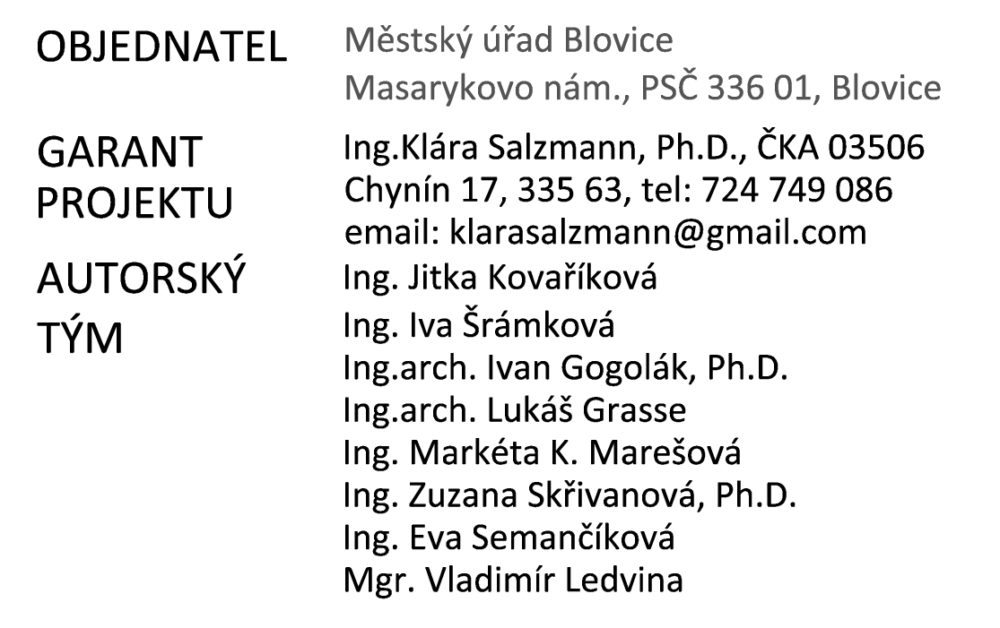 OBJEDNATEL Městský úřad Blovice
Masarykovo nám., PSČ 336 01, Blovice
GARANT Ing.Klára Salzmann, Ph.D., ČKA 03506
PROJEKTU Chynín 17, 335 63, tel: 724 749 086
email: klarasalzmann@gmail.com
AUTORSKÝ Ing. Jitka Kovaříková
TÝM Ing. Iva Šrámková
Ing.arch. Ivan Gogolák, Ph.D.
Ing.arch. Lukáš Grasse
Ing. Markéta K. Marešová
Ing. Zuzana Skřivanová, Ph.D.
Ing. Eva Semančíková
Mgr. Vladimír Ledvina